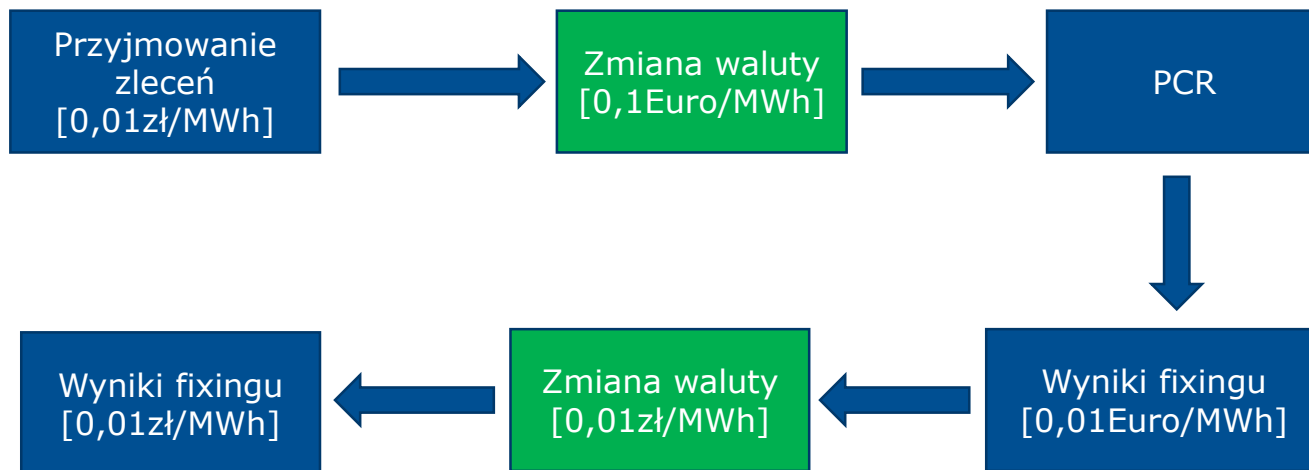 Przyjmowanie
zleceń
[0,01zł/MWh]
Zmiana waluty
[0,1Euro/MWh]
PCR
Wyniki fixingu
[0,01Euro/MWh]
Zmiana waluty
[0,01zł/MWh]
Wyniki fixingu
[0,01zł/MWh]